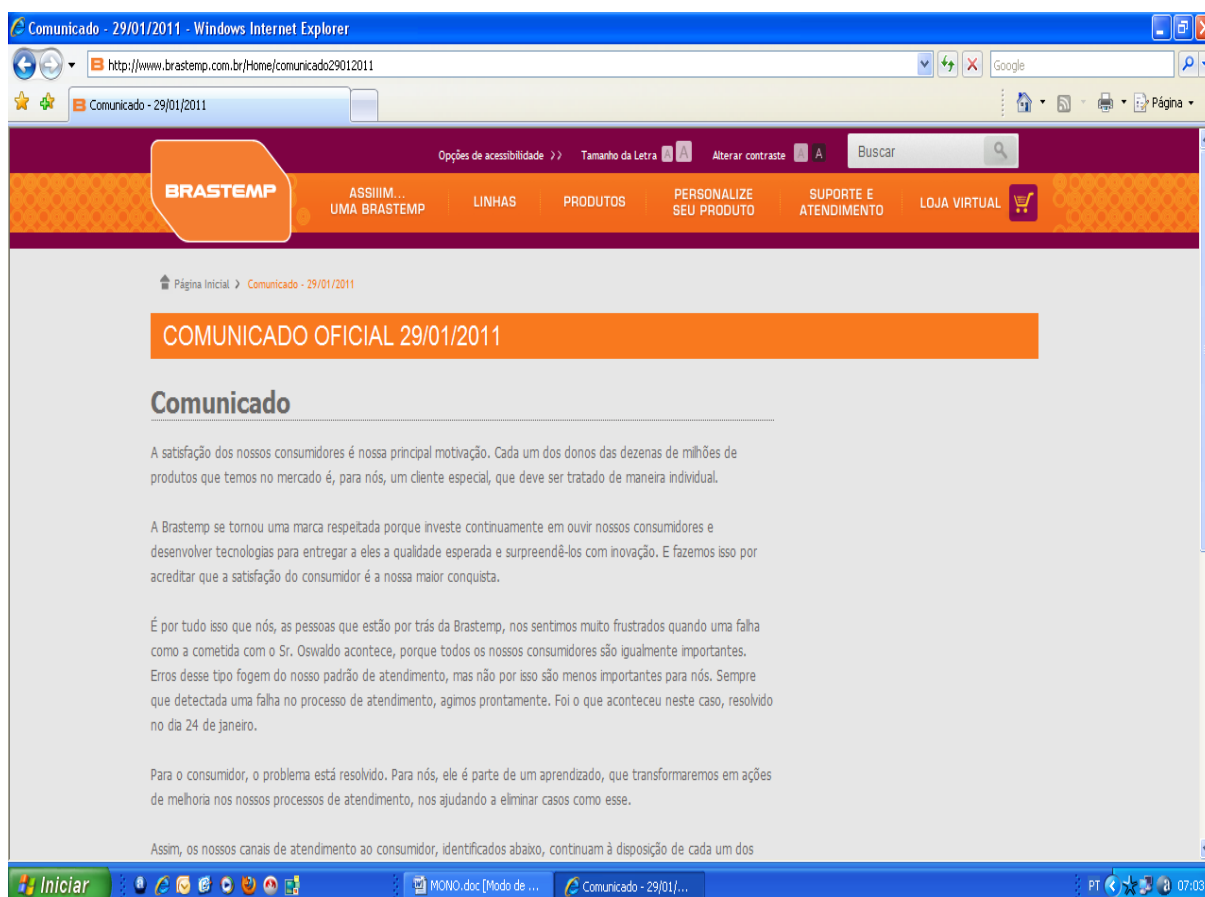 Comunicado - 29/01/2011 - Windows Internet Explorer
http://www.brastemp.com.br/Home/comunicado29012011
Google
Comunicado - 29/01/2011
Página
Opções de acessibilidade >> Tamanho da Letra A A Alterar contraste A A Buscar
BRASTEMP
ASSIIIM...
UMA BRASTEMP
LINHAS
PRODUTOS
PERSONALIZE
SEU PRODUTO
SUPORTE E
ATENDIMENTO
LOJA VIRTUAL
Página Inicial > Comunicado - 29/01/2011
COMUNICADO OFICIAL 29/01/2011
Comunicado
A satisfação dos nossos consumidores é nossa principal motivação. Cada um dos donos das dezenas de milhões de
produtos que temos no mercado é, para nós, um cliente especial, que deve ser tratado de maneira individual.
A Brastemp se tornou uma marca respeitada porque investe continuamente em ouvir nossos consumidores e
desenvolver tecnologias para entregar a eles a qualidade esperada e surpreendê-los com inovação. E fazemos isso por
acreditar que a satisfação do consumidor é a nossa maior conquista.
É por tudo isso que nós, as pessoas que estão por trás da Brastemp, nos sentimos muito frustrados quando uma falha
como a cometida com o Sr. Oswaldo acontece, porque todos os nossos consumidores são igualmente importantes.
Erros desse tipo fogem do nosso padrão de atendimento, mas não por isso são menos importantes para nós. Sempre
que detectada uma falha no processo de atendimento, agimos prontamente. Foi o que aconteceu neste caso, resolvido
no dia 24 de janeiro.
Para o consumidor, o problema está resolvido. Para nós, ele é parte de um aprendizado, que transformaremos em ações
de melhoria nos nossos processos de atendimento, nos ajudando a eliminar casos como esse.
Assim, os nossos canais de atendimento ao consumidor, identificados abaixo, continuam à disposição de cada um dos
Iniciar
MONO.doc [Modo de ...
Comunicado - 29/01/...
PT
07:03